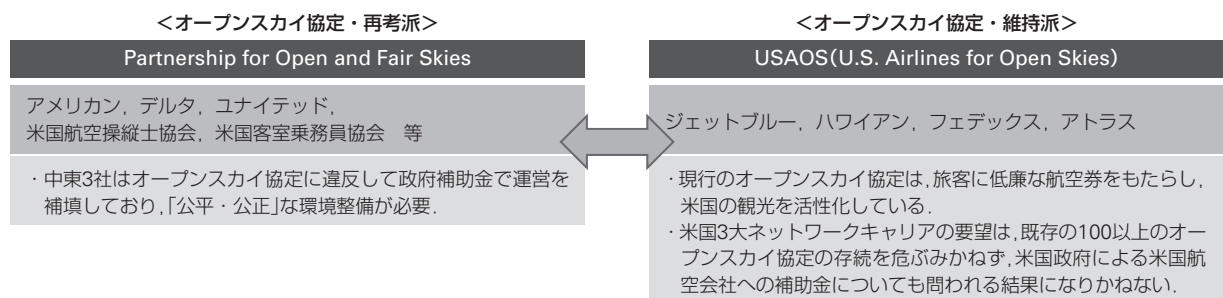 ＜オープンスカイ協定・再考派＞
Partnership for Open and Fair Skies
アメリカン，デルタ，ユナイテッド，
米国航空操縦士協会，米国客室乗務員協会　等
・中東3社はオープンスカイ協定に違反して政府補助金で運営を
補填しており，「公平・公正」な環境整備が必要．
＜オープンスカイ協定・維持派＞
USAOS（U.S. Airlines for Open Skies）
ジェットブルー，ハワイアン，フェデックス，アトラス
・現行のオープンスカイ協定は，旅客に低廉な航空券をもたらし，
米国の観光を活性化している．
・米国3大ネットワークキャリアの要望は，既存の100以上のオー
プンスカイ協定の存続を危ぶみかねず，米国政府による米国航
空会社への補助金についても問われる結果になりかねない．